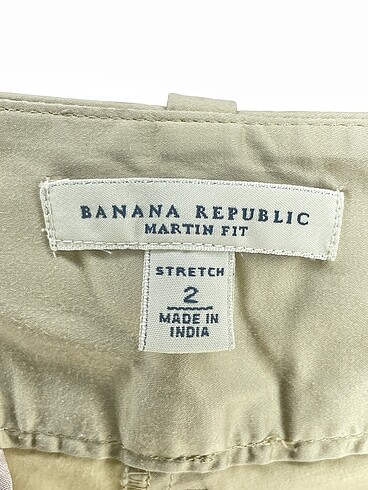 BANANA REPUBLIC
MARTIN FIT
STRETCH
2
MADE IN
INDIA